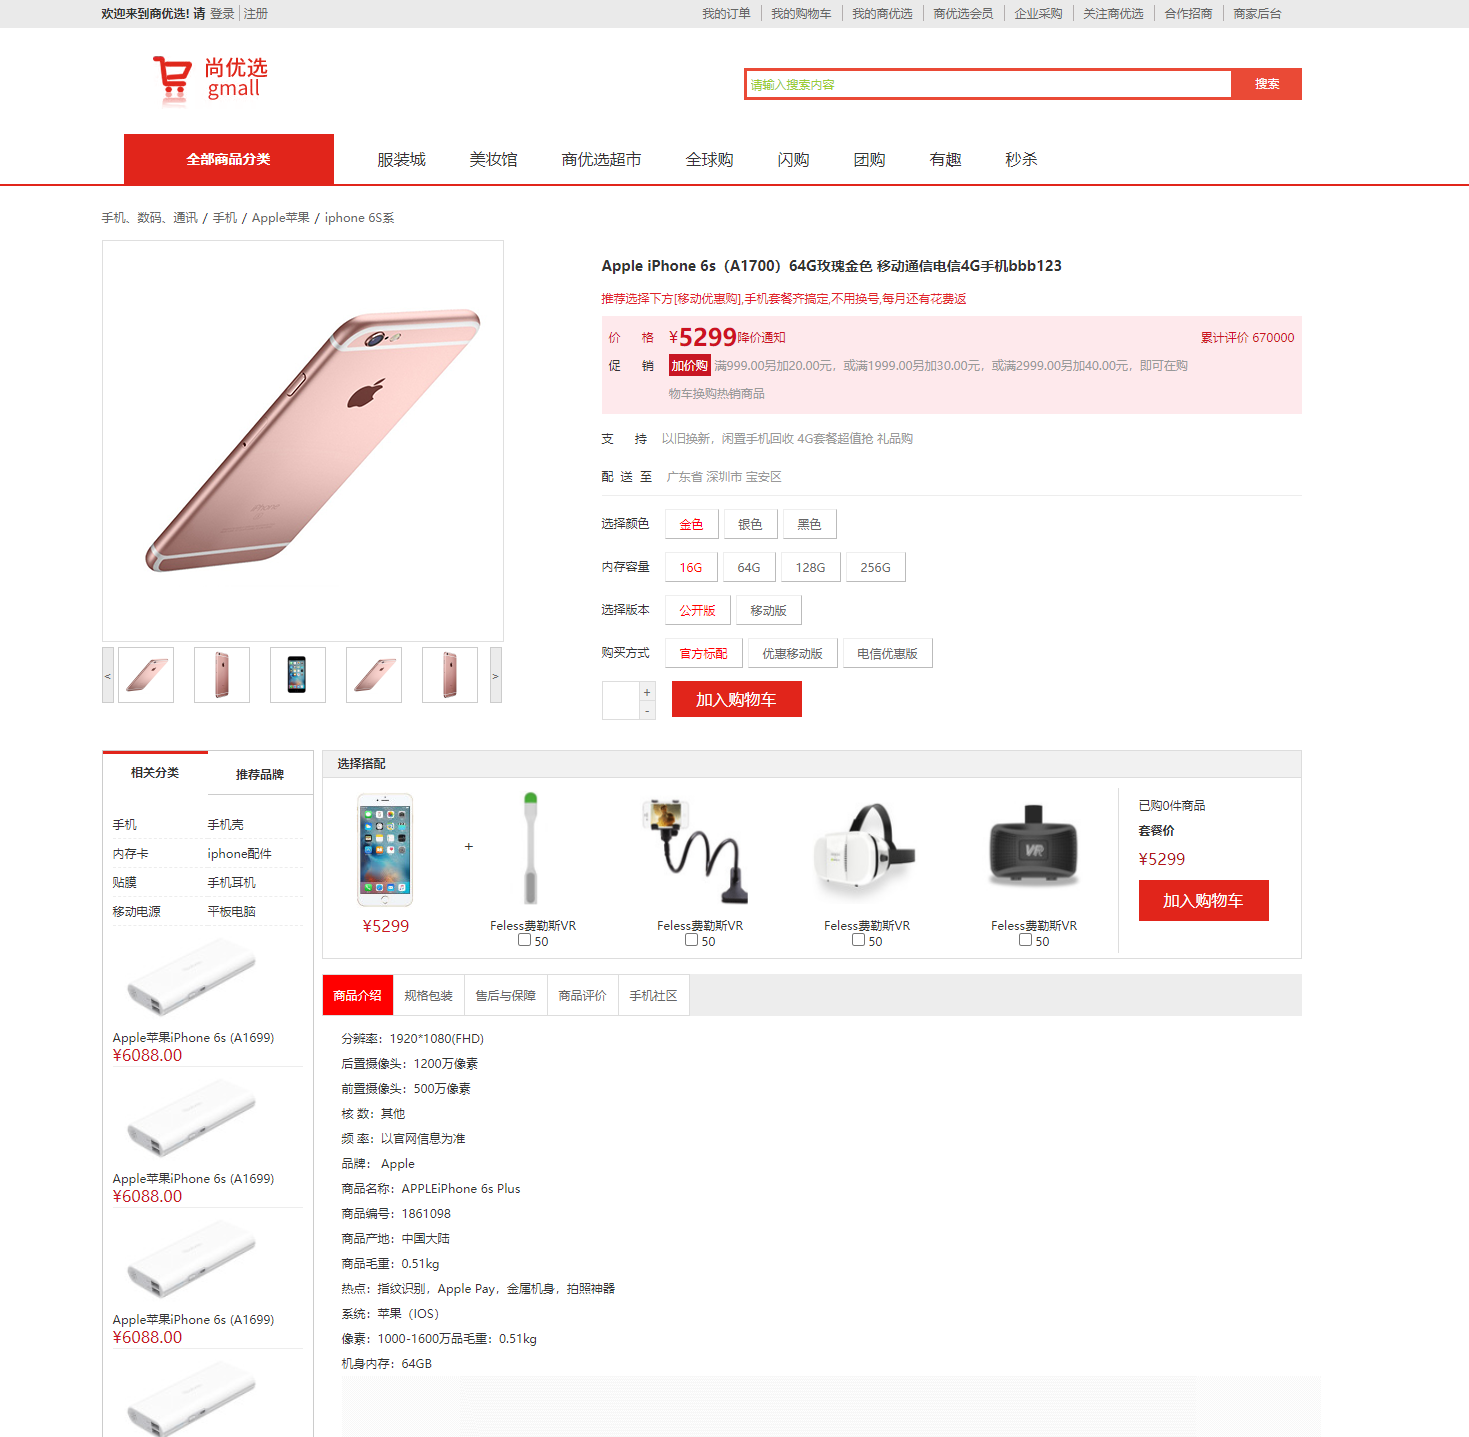 欢迎来到商优选! 请 登录 | 注册
我的订单 我的购物车 我的商优选 商优选会员 企业采购 关注商优选 合作招商 商家后台
尚优选
gmall
请输入搜索内容 搜索
全部商品分类 服装城 美妆馆 商优选超市 全球购 闪购 团购 有趣 秒杀
手机、数码、通讯 / 手机 / Apple苹果 / iphone 6S系
Apple iPhone 6s（A1700）64G玫瑰金色 移动通信电信4G手机bbb123
推荐选择下方[移动优惠购],手机套餐齐搞定,不用换号,每月还有花费返
价 格 ¥5299降价通知 累计评价 670000
促 销 加价购 满999.00另加20.00元，或满1999.00另加30.00元，或满2999.00另加40.00元，即可在购
物车换购热销商品
支 持 以旧换新，闲置手机回收 4G套餐超值抢 礼品购
配 送 至 广东省 深圳市 宝安区
选择颜色 金色 银色 黑色
内存容量 16G 64G 128G 256G
选择版本 公开版 移动版
购买方式 官方标配 优惠移动版 电信优惠版
< > + - 加入购物车
相关分类 推荐品牌
手机 手机壳
内存卡 iphone配件
贴膜 手机耳机
移动电源 平板电脑
Apple苹果iPhone 6s (A1699)
¥6088.00
Apple苹果iPhone 6s (A1699)
¥6088.00
Apple苹果iPhone 6s (A1699)
¥6088.00
选择搭配
+
¥5299
Feless费勒斯VR
50
Feless费勒斯VR
50
Feless费勒斯VR
50
VR
Feless费勒斯VR
50
已购0件商品
套餐价
¥5299
加入购物车
商品介绍 规格包装 售后与保障 商品评价 手机社区
分辨率：1920*1080(FHD)
后置摄像头：1200万像素
前置摄像头：500万像素
核 数：其他
频 率：以官网信息为准
品牌： Apple
商品名称：APPLEiPhone 6s Plus
商品编号：1861098
商品产地：中国大陆
商品毛重：0.51kg
热点：指纹识别，Apple Pay，金属机身，拍照神器
系统：苹果（IOS）
像素：1000-1600万品毛重：0.51kg
机身内存：64GB